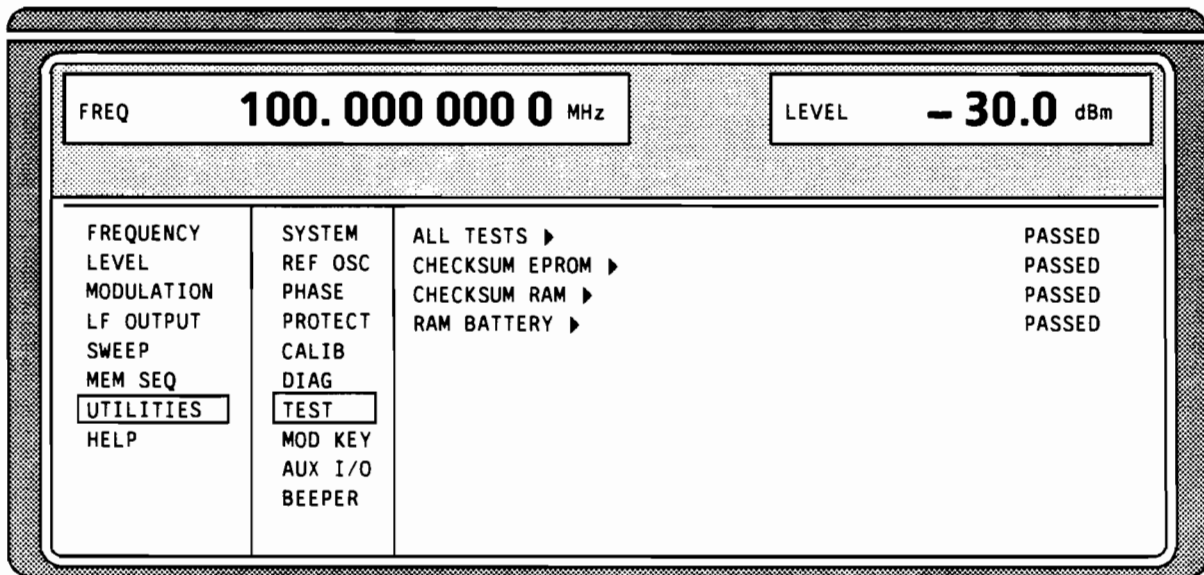 FREQ 100. 000 000 0 MHz LEVEL – 30.0 dBm
FREQUENCY SYSTEM ALL TESTS ▶ PASSED
LEVEL REF OSC CHECKSUM EPROM ▶ PASSED
MODULATION PHASE CHECKSUM RAM ▶ PASSED
LF OUTPUT PROTECT RAM BATTERY ▶ PASSED
SWEEP CALIB
MEM SEQ DIAG
UTILITIES TEST
HELP MOD KEY
AUX I/O
BEEPER